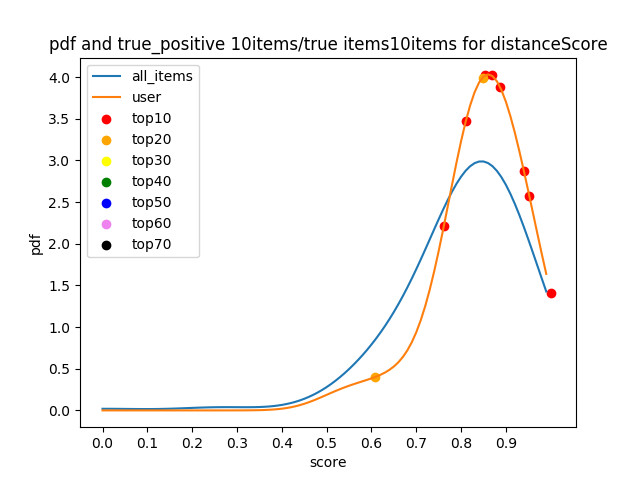 pdf and true_positive 10items/true items10items for distanceScore
all_items
user
top10
top20
top30
top40
top50
top60
top70
4.0
3.5
3.0
2.5
2.0
1.5
1.0
0.5
0.0
pdf
0.0 0.1 0.2 0.3 0.4 0.5 0.6 0.7 0.8 0.9
score